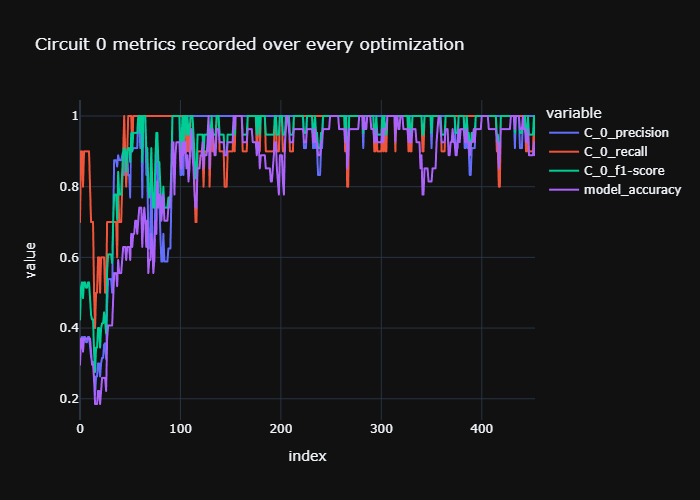 Circuit 0 metrics recorded over every optimization
variable
C_0_precision
C_0_recall
C_0_f1-score
model_accuracy
value
1
0.8
0.6
0.4
0.2
0
100
200
300
400
index